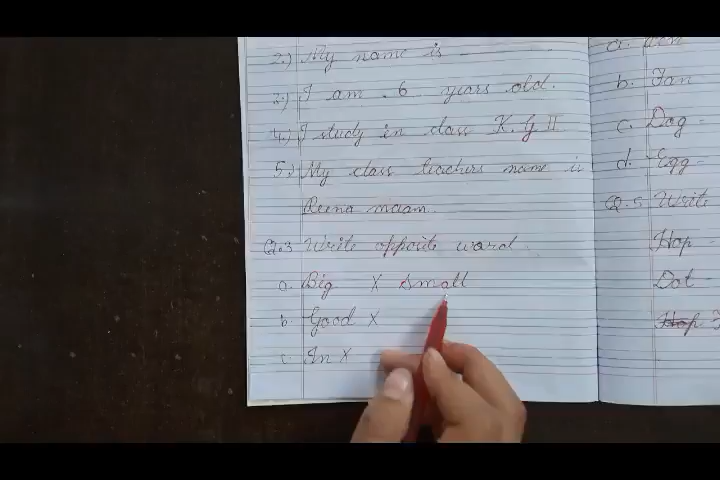 2.) My name is
3.) I am 6 years old.
4.) I study in class K.G II
5.) My class teachers name is
Reena maam.
Q.3 Write opposite word.
a. Big X small
b. Good X
c. In X
a.
b. Fan
c. Dog -
d. Egg -
Q.5 Write
Hop -
Dot -
Hop